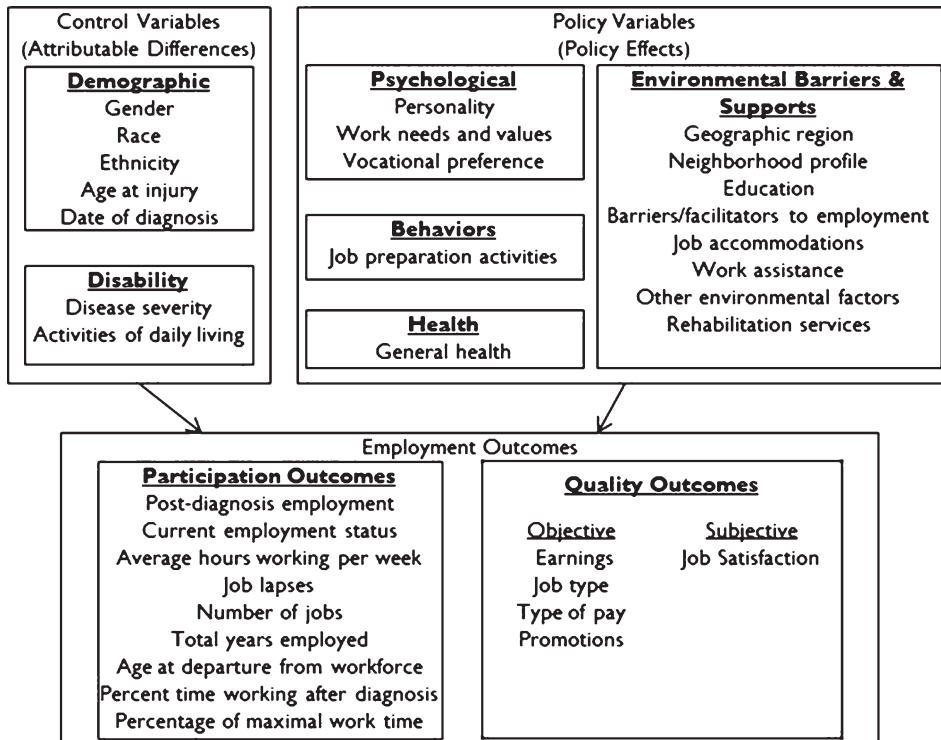 Control Variables
(Attributable Differences)
Demographic
Gender
Race
Ethnicity
Age at injury
Date of diagnosis
Disability
Disease severity
Activities of daily living
Policy Variables
(Policy Effects)
Psychological
Personality
Work needs and values
Vocational preference
Behaviors
Job preparation activities
Health
General health
Environmental Barriers &
Supports
Geographic region
Neighborhood profile
Education
Barriers/facilitators to employment
Job accommodations
Work assistance
Other environmental factors
Rehabilitation services
Employment Outcomes
Participation Outcomes
Post-diagnosis employment
Current employment status
Average hours working per week
Job lapses
Number of jobs
Total years employed
Age at departure from workforce
Percent time working after diagnosis
Percentage of maximal work time
Quality Outcomes
Objective
Earnings
Job type
Type of pay
Promotions
Subjective
Job Satisfaction